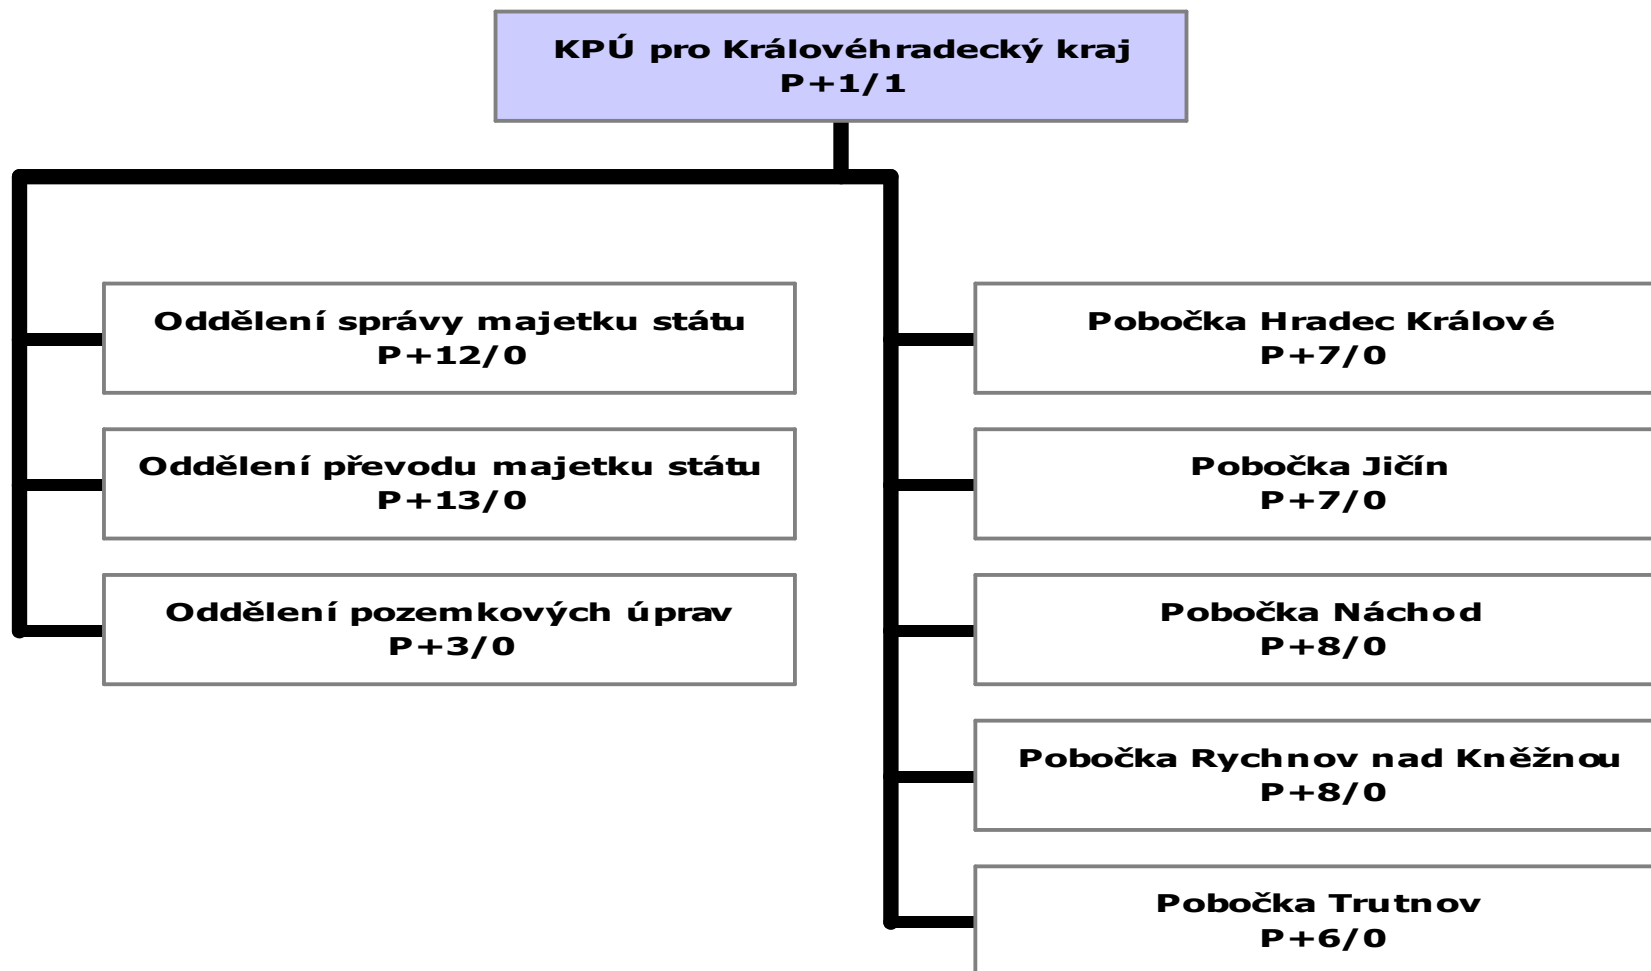 KPÚ pro Královéhradecký kraj
P+1/1
Oddělení správy majetku státu
P+12/0
Oddělení převodu majetku státu
P+13/0
Oddělení pozemkových úprav
P+3/0
Pobočka Hradec Králové
P+7/0
Pobočka Jičín
P+7/0
Pobočka Náchod
P+8/0
Pobočka Rychnov nad Kněžnou
P+8/0
Pobočka Trutnov
P+6/0